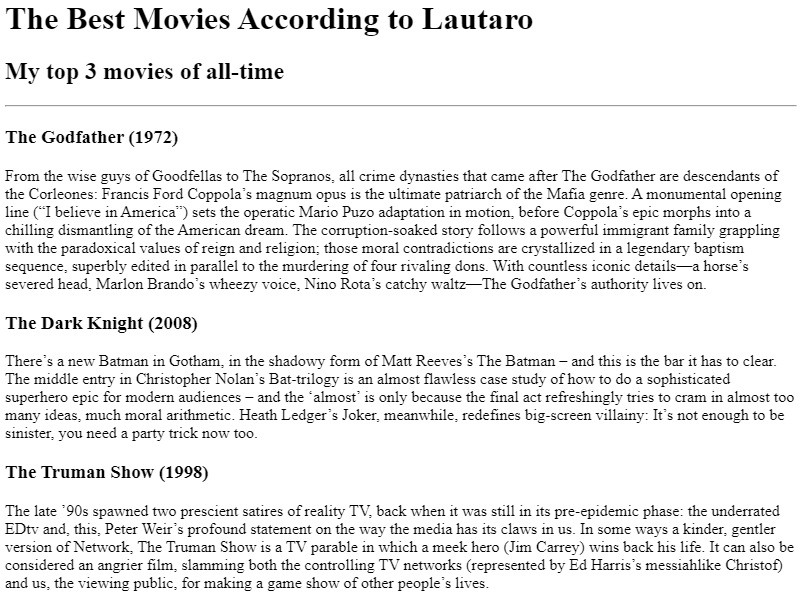 The Best Movies According to Lautaro
My top 3 movies of all-time
The Godfather (1972)
From the wise guys of Goodfellas to The Sopranos, all crime dynasties that came after The Godfather are descendants of
the Corleones: Francis Ford Coppola’s magnum opus is the ultimate patriarch of the Mafia genre. A monumental opening
line (“I believe in America”) sets the operatic Mario Puzo adaptation in motion, before Coppola’s epic morphs into a
chilling dismantling of the American dream. The corruption-soaked story follows a powerful immigrant family grappling
with the paradoxical values of reign and religion; those moral contradictions are crystallized in a legendary baptism
sequence, superbly edited in parallel to the murdering of four rivaling dons. With countless iconic details—a horse’s
severed head, Marlon Brando’s wheezy voice, Nino Rota’s catchy waltz—The Godfather’s authority lives on.
The Dark Knight (2008)
There’s a new Batman in Gotham, in the shadowy form of Matt Reeves’s The Batman – and this is the bar it has to clear.
The middle entry in Christopher Nolan’s Bat-trilogy is an almost flawless case study of how to do a sophisticated
superhero epic for modern audiences – and the ‘almost’ is only because the final act refreshingly tries to cram in almost too
many ideas, much moral arithmetic. Heath Ledger’s Joker, meanwhile, redefines big-screen villainy: It’s not enough to be
sinister, you need a party trick now too.
The Truman Show (1998)
The late ’90s spawned two prescient satires of reality TV, back when it was still in its pre-epidemic phase: the underrated
EDtv and, this, Peter Weir’s profound statement on the way the media has its claws in us. In some ways a kinder, gentler
version of Network, The Truman Show is a TV parable in which a meek hero (Jim Carrey) wins back his life. It can also be
considered an angrier film, slamming both the controlling TV networks (represented by Ed Harris’s messiahlike Christof)
and us, the viewing public, for making a game show of other people’s lives.